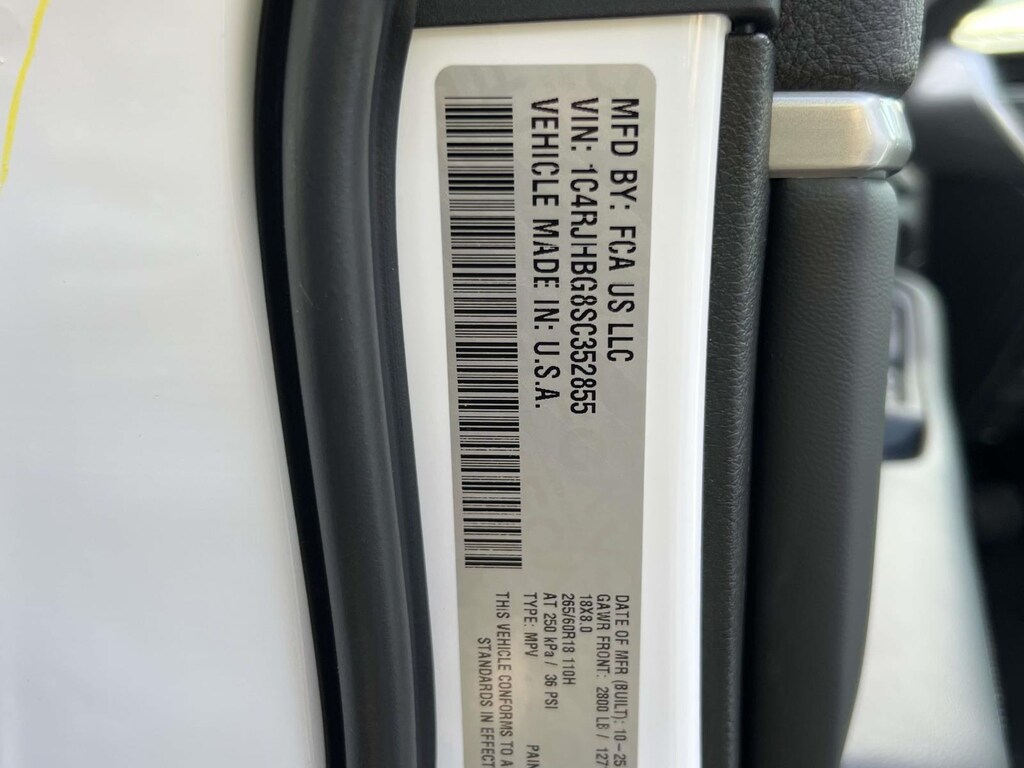 MFD BY: FCA US LLC
VIN: 1C4RJHBG8SC352855
VEHICLE MADE IN: U.S.A.
DATE OF MFR (BUILT): 10-25
GAWR FRONT: 2800 LB / 127
18X8.0
265/60R18 110H
AT 250 kPa / 36 PSI
TYPE: MPV
THIS VEHICLE CONFORMS TO A
STANDARDS IN EFFECT